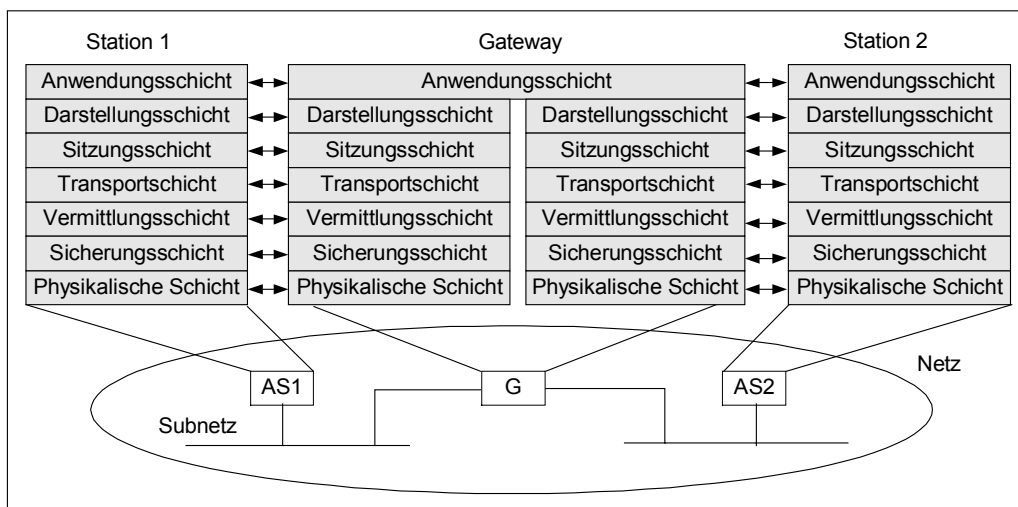 Station 1 Gateway Station 2
Anwendungsschicht Anwendungsschicht Anwendungsschicht
Darstellungsschicht Darstellungsschicht Darstellungsschicht Darstellungsschicht
Sitzungsschicht Sitzungsschicht Sitzungsschicht Sitzungsschicht
Transportschicht Transportschicht Transportschicht Transportschicht
Vermittlungsschicht Vermittlungsschicht Vermittlungsschicht Vermittlungsschicht
Sicherungsschicht Sicherungsschicht Sicherungsschicht Sicherungsschicht
Physikalische Schicht Physikalische Schicht Physikalische Schicht Physikalische Schicht
Netz
AS1 G AS2
Subnetz